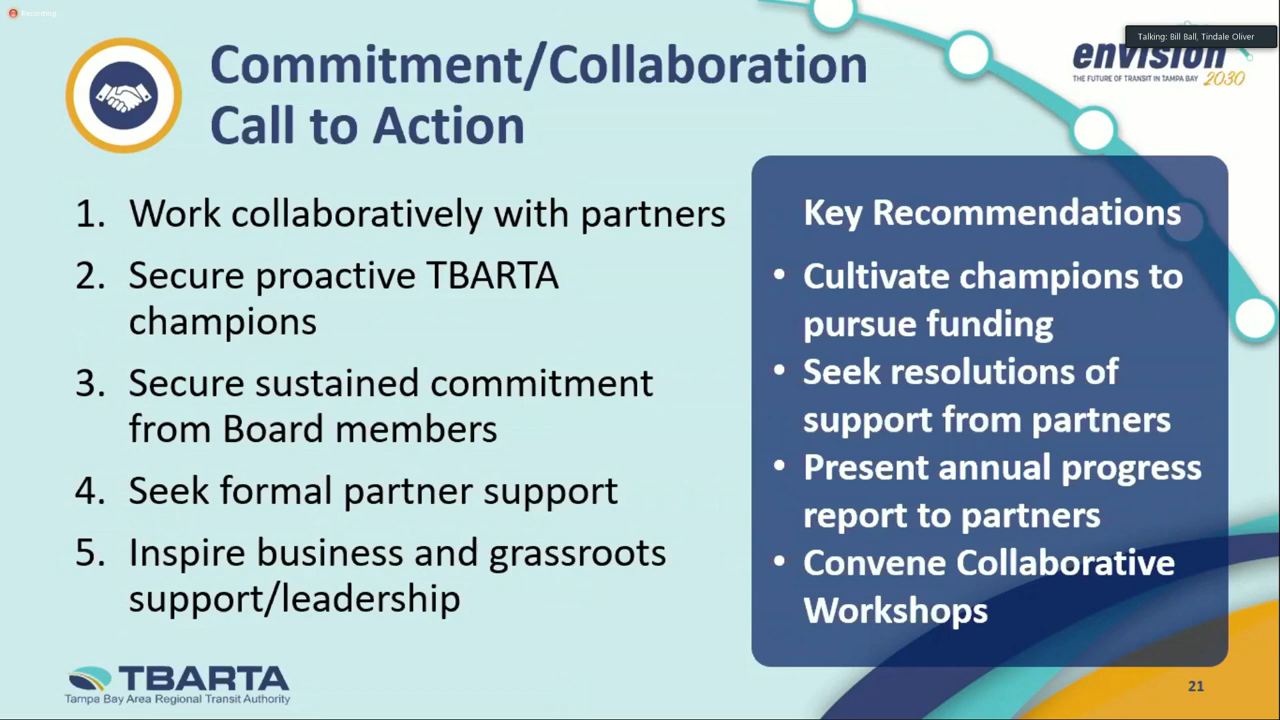 Recording
Talking: Bill Ball, Tindale Oliver
envision
THE FUTURE OF TRANSIT IN TAMPA BAY 2030
Commitment/Collaboration
Call to Action
1. Work collaboratively with partners
2. Secure proactive TBARTA
champions
3. Secure sustained commitment
from Board members
4. Seek formal partner support
5. Inspire business and grassroots
support/leadership
Key Recommendations
• Cultivate champions to
pursue funding
• Seek resolutions of
support from partners
• Present annual progress
report to partners
• Convene Collaborative
Workshops
TBARTA
Tampa Bay Area Regional Transit Authority
21